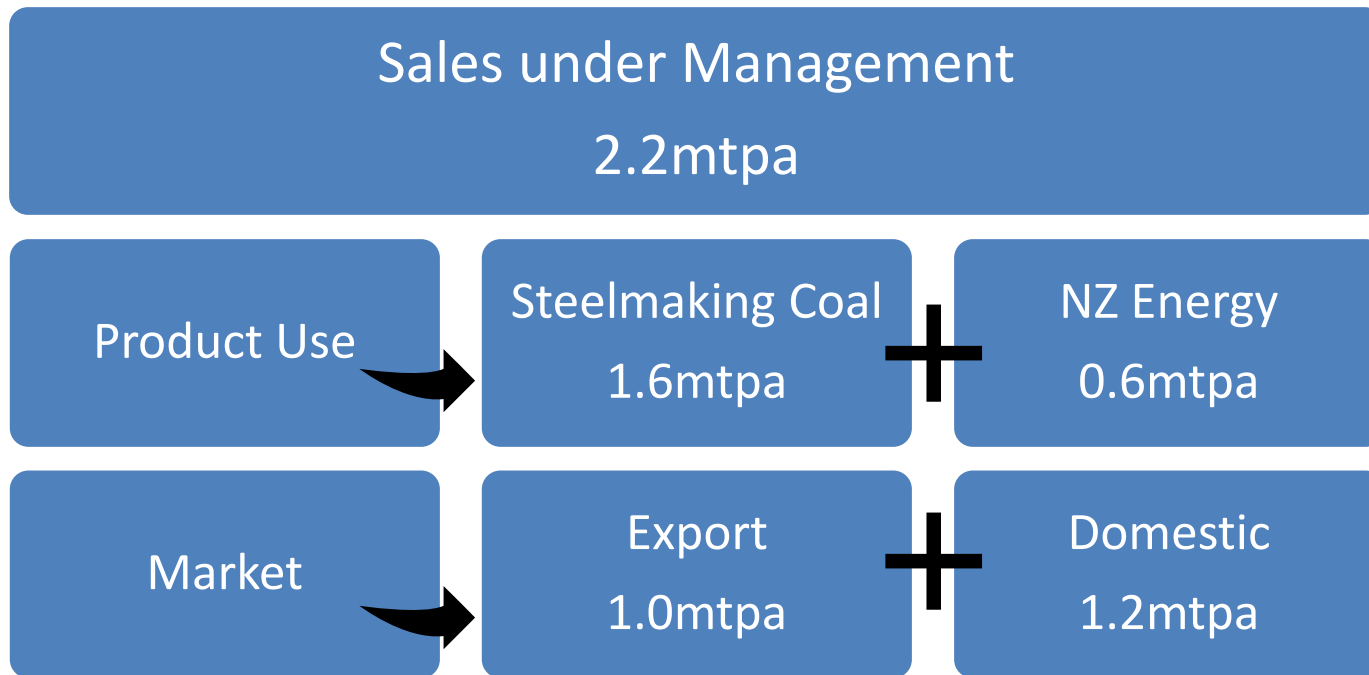 Sales under Management
2.2mtpa
Product Use
Steelmaking Coal
1.6mtpa
NZ Energy
0.6mtpa
Market
Export
1.0mtpa
Domestic
1.2mtpa